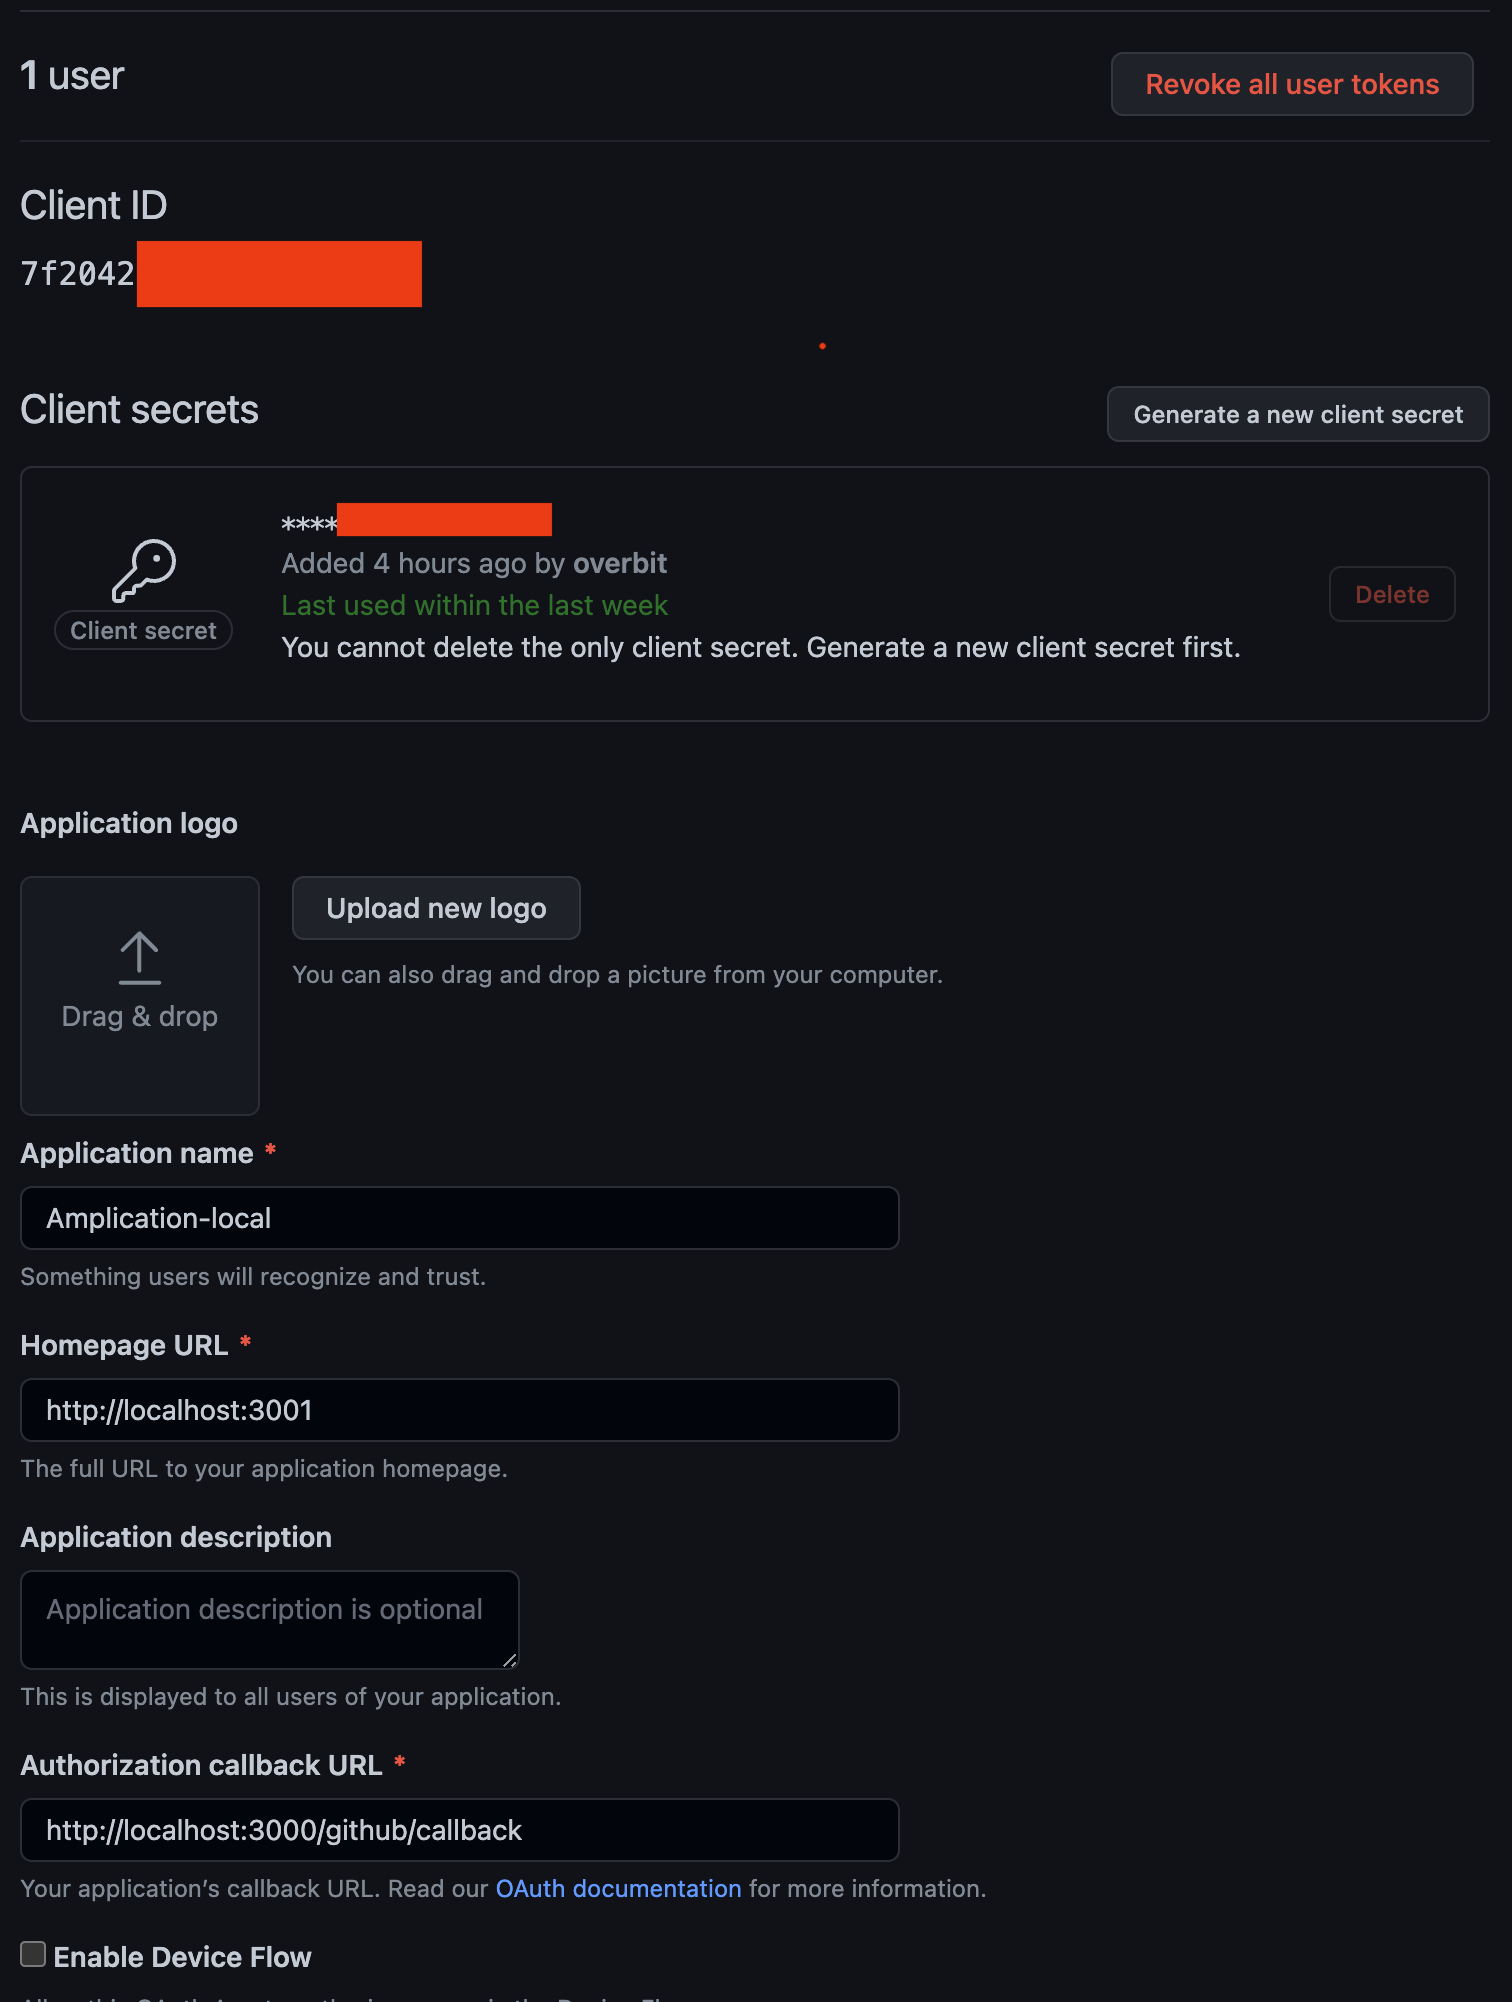 1 user
Revoke all user tokens
Client ID
7f2042
Client secrets
Generate a new client secret
****
Added 4 hours ago by overbit
Last used within the last week
Client secret
Delete
You cannot delete the only client secret. Generate a new client secret first.
Application logo
Upload new logo
You can also drag and drop a picture from your computer.
Drag & drop
Application name *
Amplication-local
Something users will recognize and trust.
Homepage URL *
http://localhost:3001
The full URL to your application homepage.
Application description
Application description is optional
This is displayed to all users of your application.
Authorization callback URL *
http://localhost:3000/github/callback
Your application’s callback URL. Read our OAuth documentation for more information.
Enable Device Flow